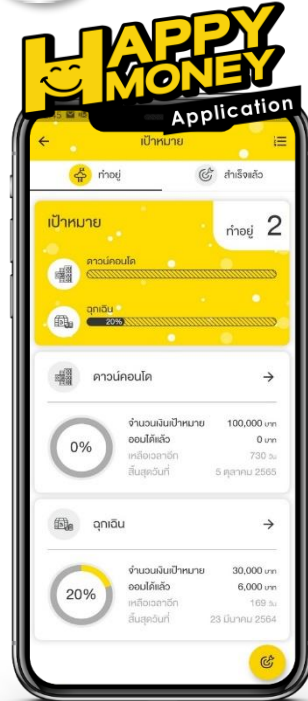 HAPPY
MONEY
Application
เป้าหมาย
ทำอยู่
สำเร็จแล้ว
เป้าหมาย
ทำอยู่ 2
ดาวน์คอนโด
ฉุกเฉิน
20%
ดาวน์คอนโด
0%
จำนวนเงินเป้าหมาย 100,000 บาท
ออมได้แล้ว 0 บาท
เหลือเวลาอีก 730 วัน
สิ้นสุดวันที่ 5 ตุลาคม 2565
ฉุกเฉิน
20%
จำนวนเงินเป้าหมาย 30,000 บาท
ออมได้แล้ว 6,000 บาท
เหลือเวลาอีก 169 วัน
สิ้นสุดวันที่ 23 มีนาคม 2564